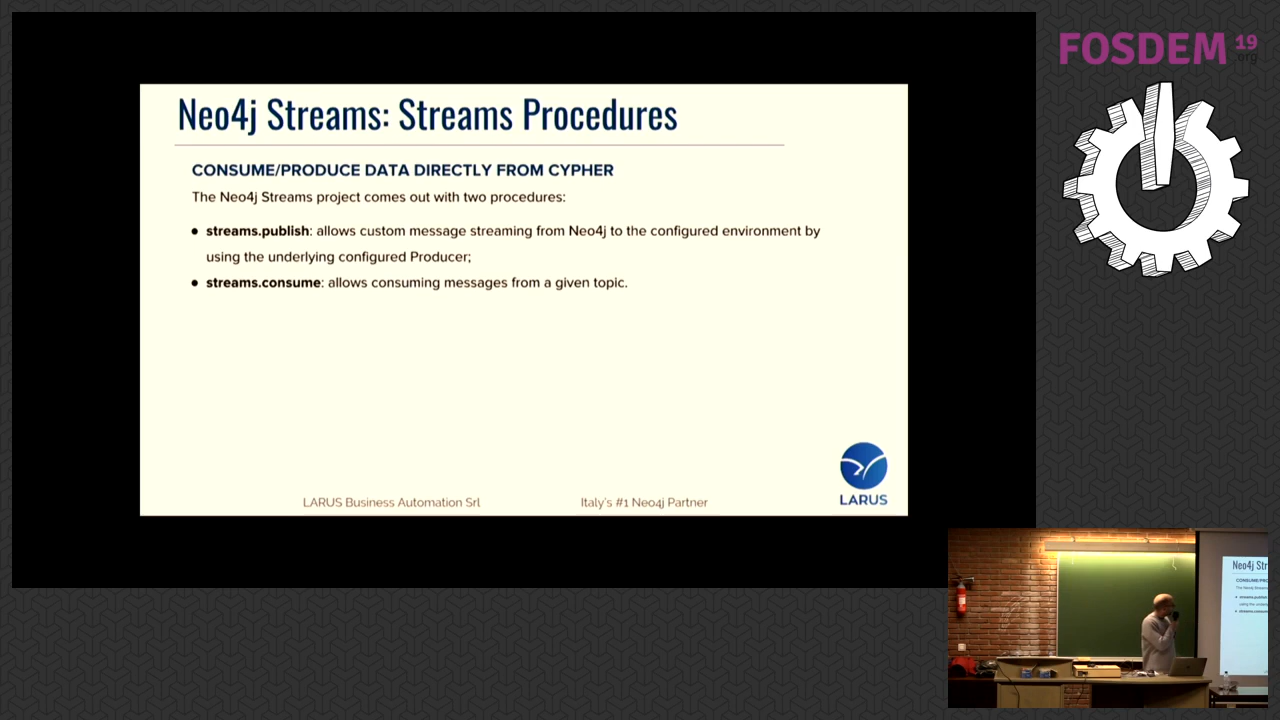 Neo4j Streams: Streams Procedures
CONSUME/PRODUCE DATA DIRECTLY FROM CYPHER
The Neo4j Streams project comes out with two procedures:
● streams.publish: allows custom message streaming from Neo4j to the configured environment by
using the underlying configured Producer;
● streams.consume: allows consuming messages from a given topic.
LARUS
LARUS Business Automation Srl
Italy's #1 Neo4j Partner
FOSDEM 19
.org
Neo4j Str